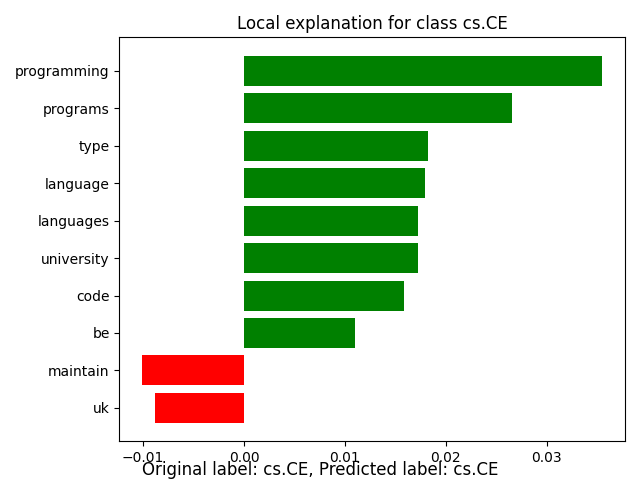 Local explanation for class cs.CE
programming
programs
type
language
languages
university
code
be
maintain
uk
−0.01 0.00 0.01 0.02 0.03
Original label: cs.CE, Predicted label: cs.CE